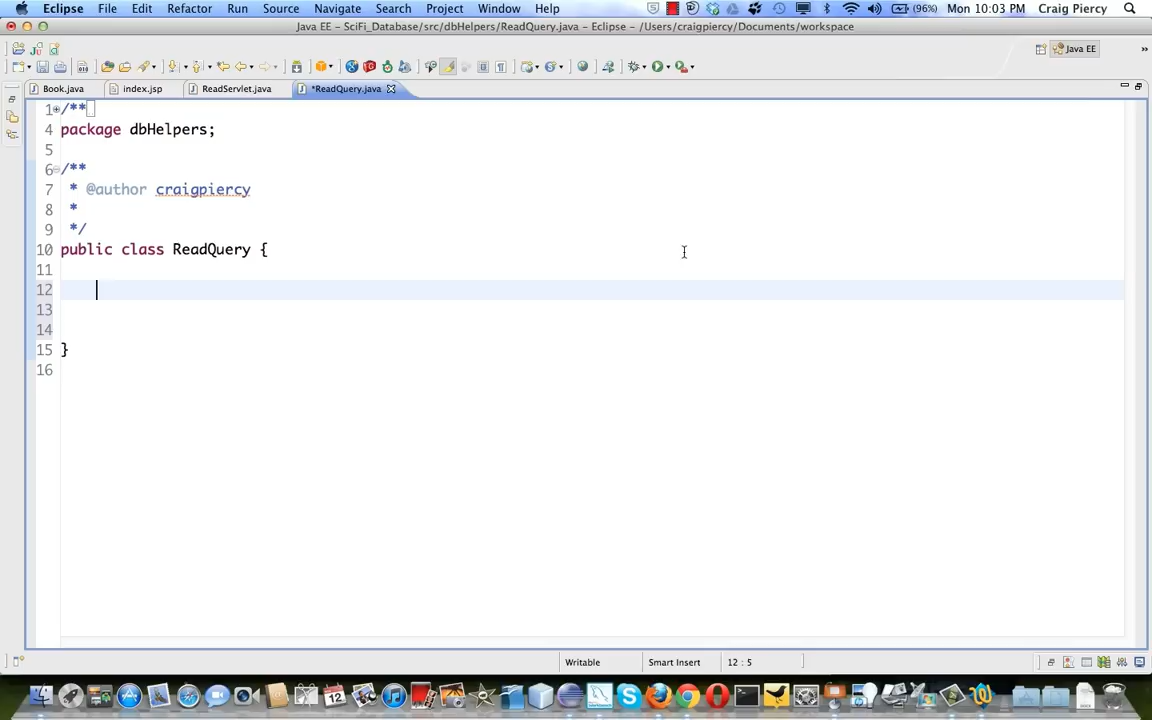 Eclipse File Edit Refactor Run Source Navigate Search Project Window Help (96%) Mon 10:03 PM Craig Piercy
Java EE - SciFi_Database/src/dbHelpers/ReadQuery.java - Eclipse - /Users/craigpiercy/Documents/workspace
Java EE
Book.java index.jsp ReadServlet.java *ReadQuery.java
1 /**
4 package dbHelpers;
5
6 /**
7 * @author craigpiercy
8 *
9 */
10 public class ReadQuery {
11
12
13
14
15 }
16
Writable Smart Insert 12 : 5